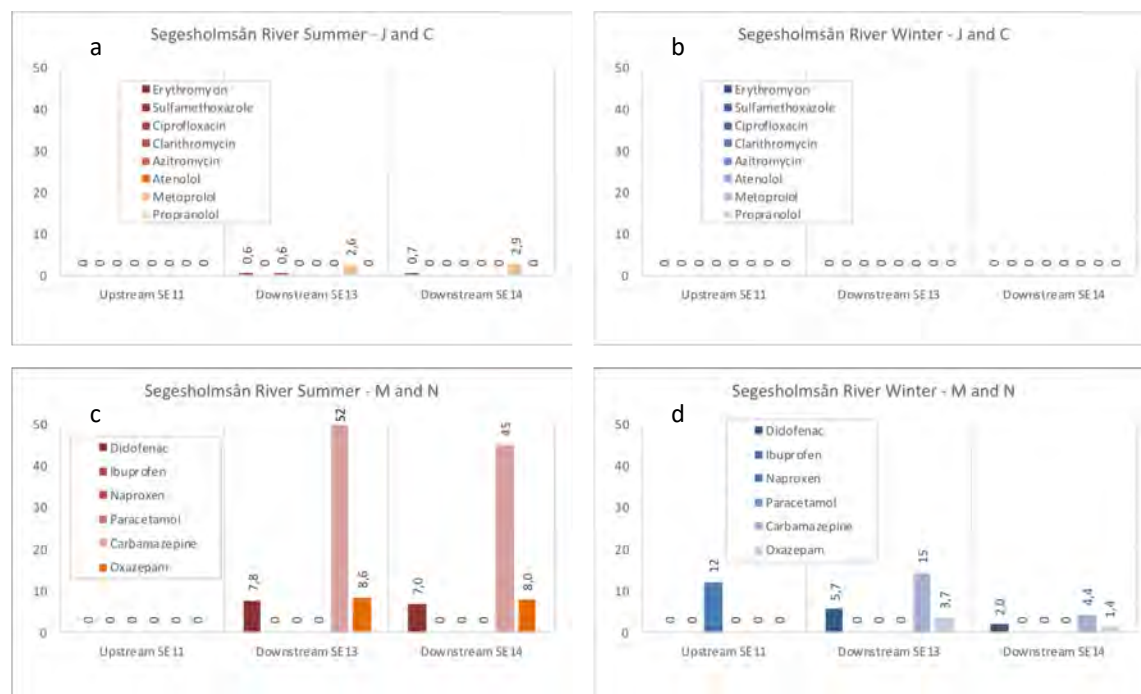 a
Segesholmsån River Summer - J and C
50
40
30
20
10
0
Erythromycin
Sulfamethoxazole
Ciprofloxacin
Clarithromycin
Azitromycin
Atenolol
Metoprolol
Propranolol
0 0 0 0 0 0 0 0
0,6 0 0,6 0 0 0 2,6 0
0,7 0 0 0 0 0 2,9 0
Upstream SE11 Downstream SE13 Downstream SE14
b
Segesholmsån River Winter - J and C
50
40
30
20
10
0
Erythromycin
Sulfamethoxazole
Ciprofloxacin
Clarithromycin
Azitromycin
Atenolol
Metoprolol
Propranolol
0 0 0 0 0 0 0 0
0 0 0 0 0 0 0 0
0 0 0 0 0 0 0 0
Upstream SE11 Downstream SE13 Downstream SE14
c
Segesholmsån River Summer - M and N
50
40
30
20
10
0
Diclofenac
Ibuprofen
Naproxen
Paracetamol
Carbamazepine
Oxazepam
0 0 0 0 0 0
7,8 0 0 0 52 8,6
7,0 0 0 0 45 8,0
Upstream SE11 Downstream SE13 Downstream SE14
d
Segesholmsån River Winter - M and N
50
40
30
20
10
0
Diclofenac
Ibuprofen
Naproxen
Paracetamol
Carbamazepine
Oxazepam
0 0 12 0 0 0
5,7 0 0 0 15 3,7
2,0 0 0 0 4,4 1,4
Upstream SE11 Downstream SE13 Downstream SE14